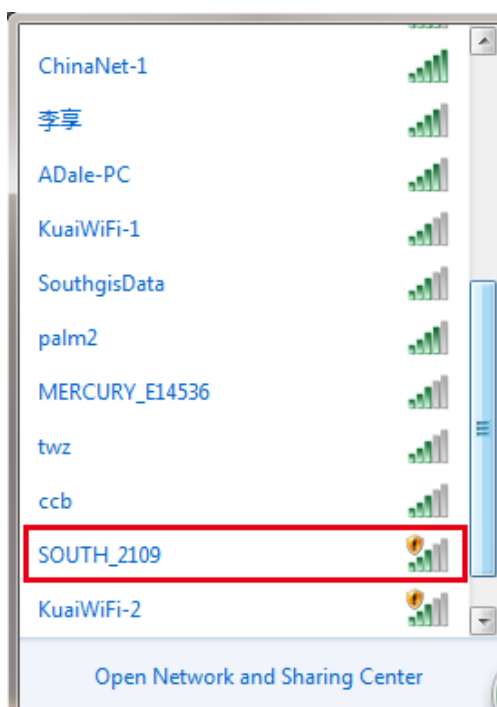 ChinaNet-1
李享
ADale-PC
KuaiWiFi-1
SouthgisData
palm2
MERCURY_E14536
twz
ccb
SOUTH_2109
KuaiWiFi-2
Open Network and Sharing Center